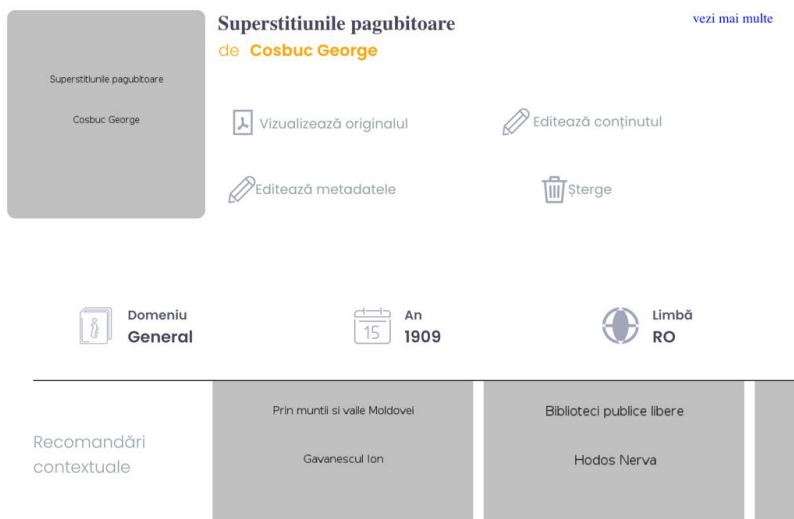 Superstitiunile pagubitoare
Cosbuc George
Superstitiunile pagubitoare
de Cosbuc George
vezi mai multe
Vizualizează originalul
Editează conținutul
Editează metadatele
Șterge
Domeniu
General
An
15
1909
Limbă
RO
Recomandări
contextuale
Prin muntii si vaile Moldovei
Gavanescul Ion
Biblioteci publice libere
Hodos Nerva